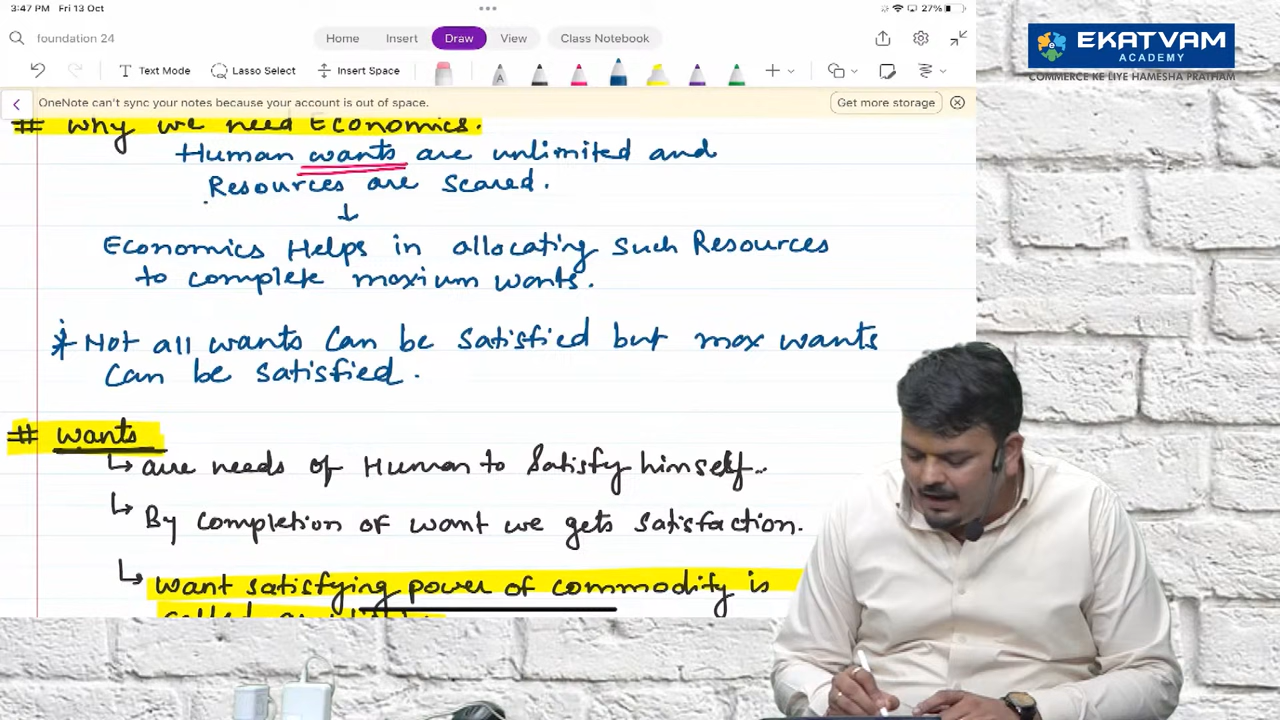 3:47 PM Fri 13 Oct
27%
foundation 24
Home Insert Draw View Class Notebook
Text Mode Lasso Select Insert Space
OneNote can't sync your notes because your account is out of space.
Get more storage
EKATVAM
ACADEMY
COMMERCE KE LIYE HAMESHA PRATHAM
# Why we need Economics.
Human wants are unlimited and
Resources are Scared.
Economics Helps in allocating Such Resources
to complete maxium wants.
* Not all wants Can be Satisfied but max wants
Can be Satisfied.
# Wants
are needs of Human to Satisfy himself..
By Completion of want we gets Satisfaction.
Want satisfying power of commodify is
called as